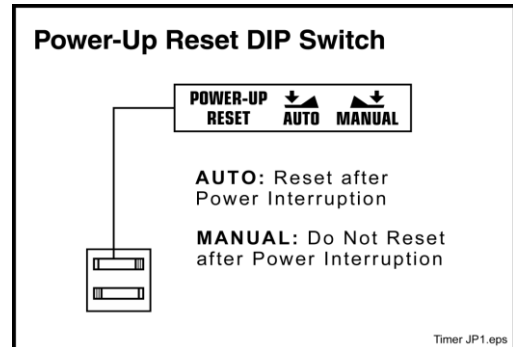 Power-Up Reset DIP Switch
POWER-UP
RESET
AUTO
MANUAL
AUTO: Reset after
Power Interruption
MANUAL: Do Not Reset
after Power Interruption
Timer JP1.eps